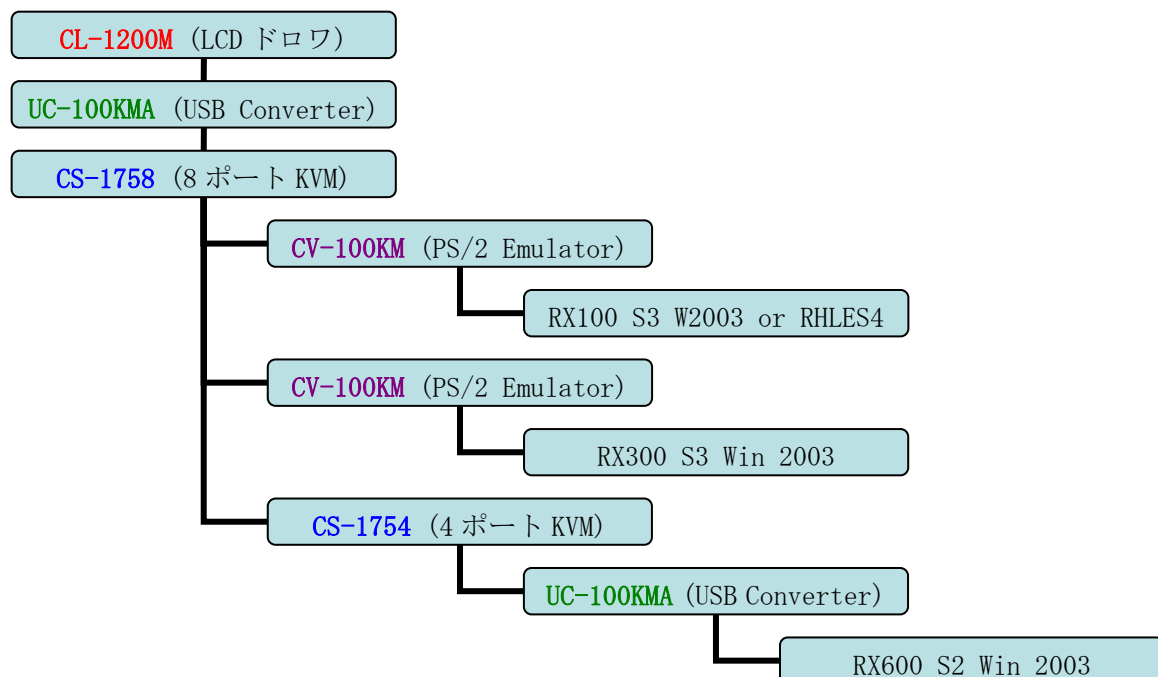 CL-1200M (LCD ドロワ)
UC-100KMA (USB Converter)
CS-1758 (8 ポート KVM)
CV-100KM (PS/2 Emulator)
RX100 S3 W2003 or RHLES4
CV-100KM (PS/2 Emulator)
RX300 S3 Win 2003
CS-1754 (4 ポート KVM)
UC-100KMA (USB Converter)
RX600 S2 Win 2003